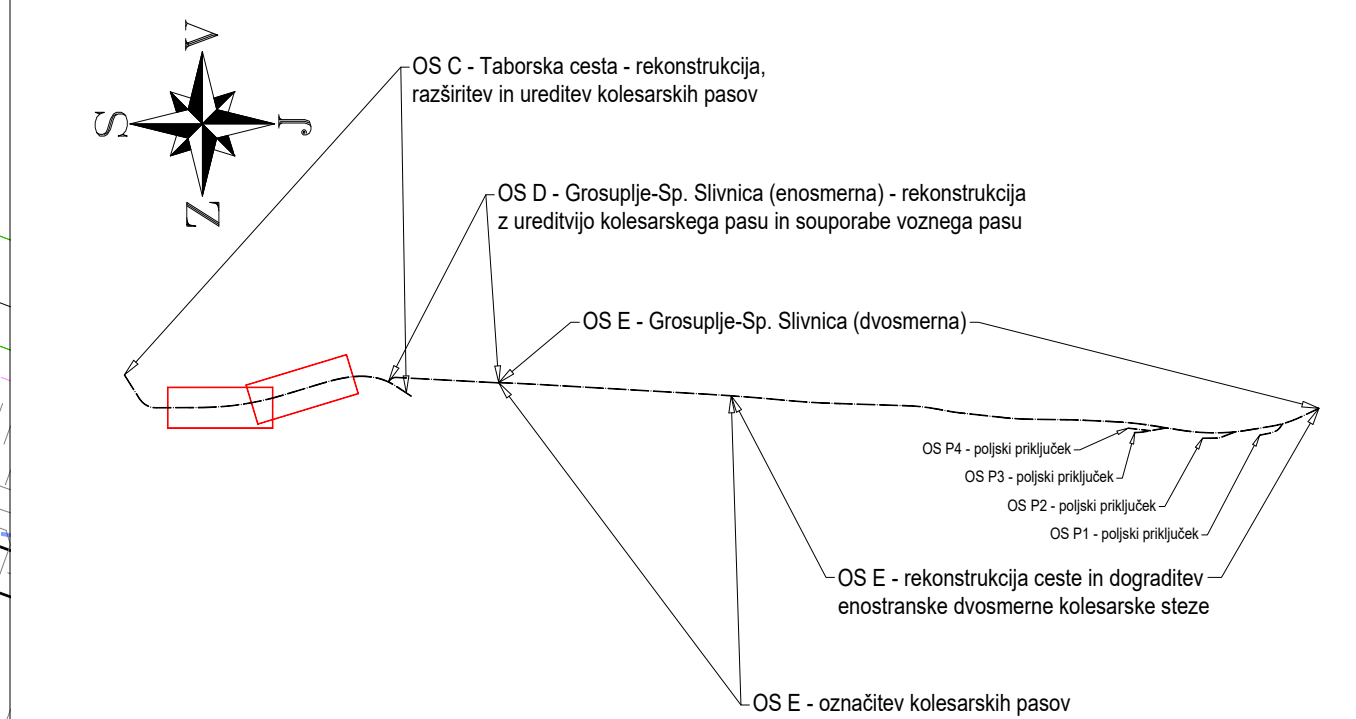 V
S
J
Z
OS C - Taborska cesta - rekonstrukcija,
razširitev in ureditev kolesarskih pasov
OS D - Grosuplje-Sp. Slivnica (enosmerna) - rekonstrukcija
z ureditvijo kolesarskega pasu in souporabe voznega pasu
OS E - Grosuplje-Sp. Slivnica (dvosmerna)
OS P4 - poljski priključek
OS P3 - poljski priključek
OS P2 - poljski priključek
OS P1 - poljski priključek
OS E - rekonstrukcija ceste in dograditev
enostranske dvosmerne kolesarske steze
OS E - označitev kolesarskih pasov